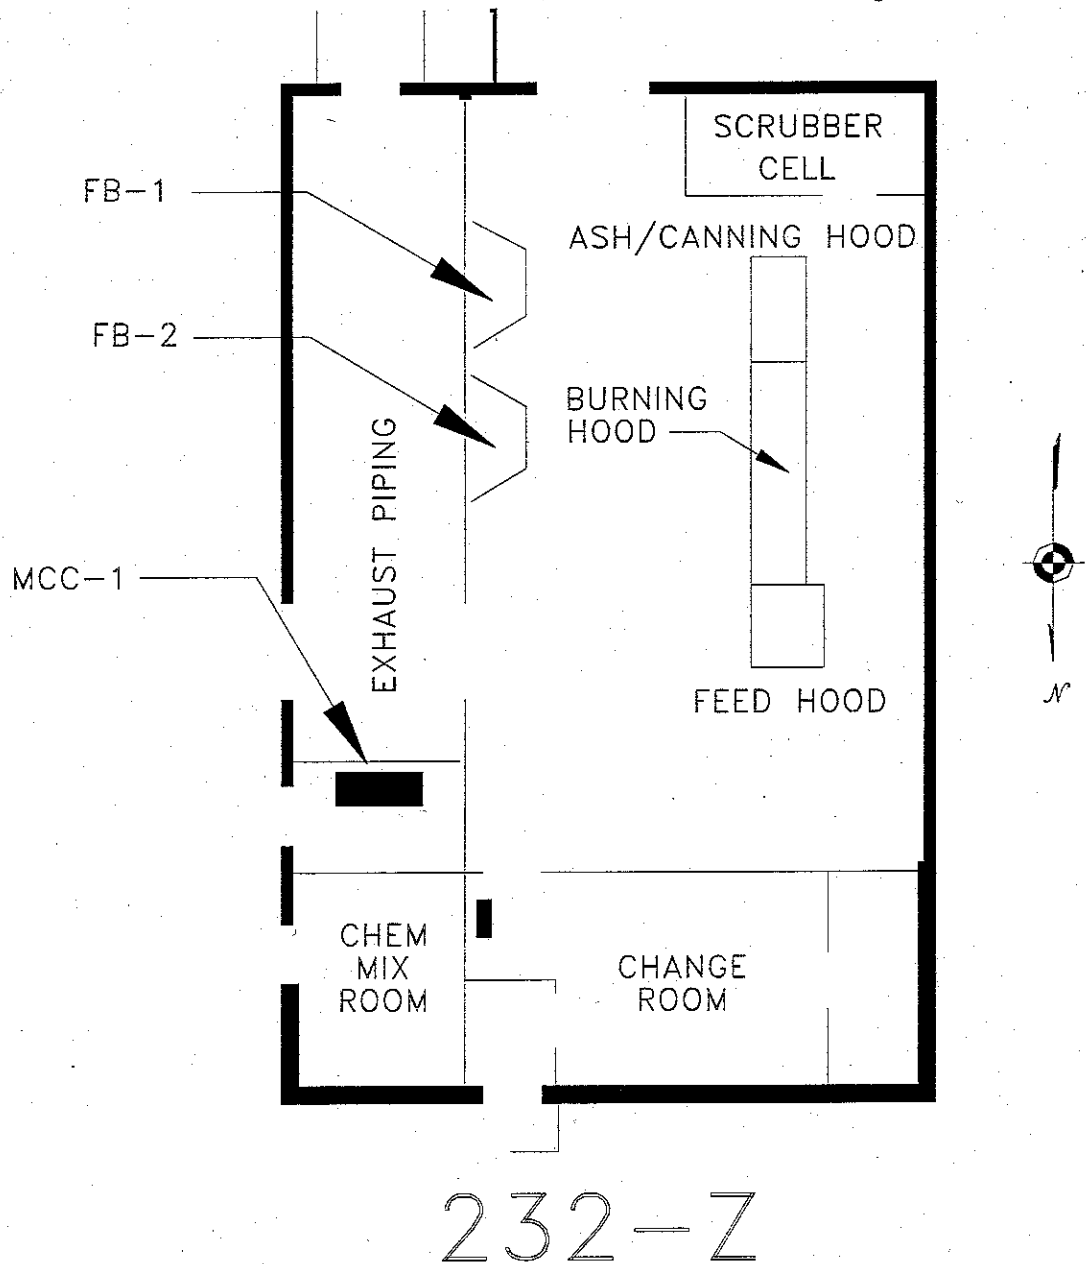 SCRUBBER
CELL
FB-1
ASH/CANNING HOOD
FB-2
BURNING
HOOD
EXHAUST PIPING
MCC-1
FEED HOOD
N
CHEM
MIX
ROOM
CHANGE
ROOM
232-Z